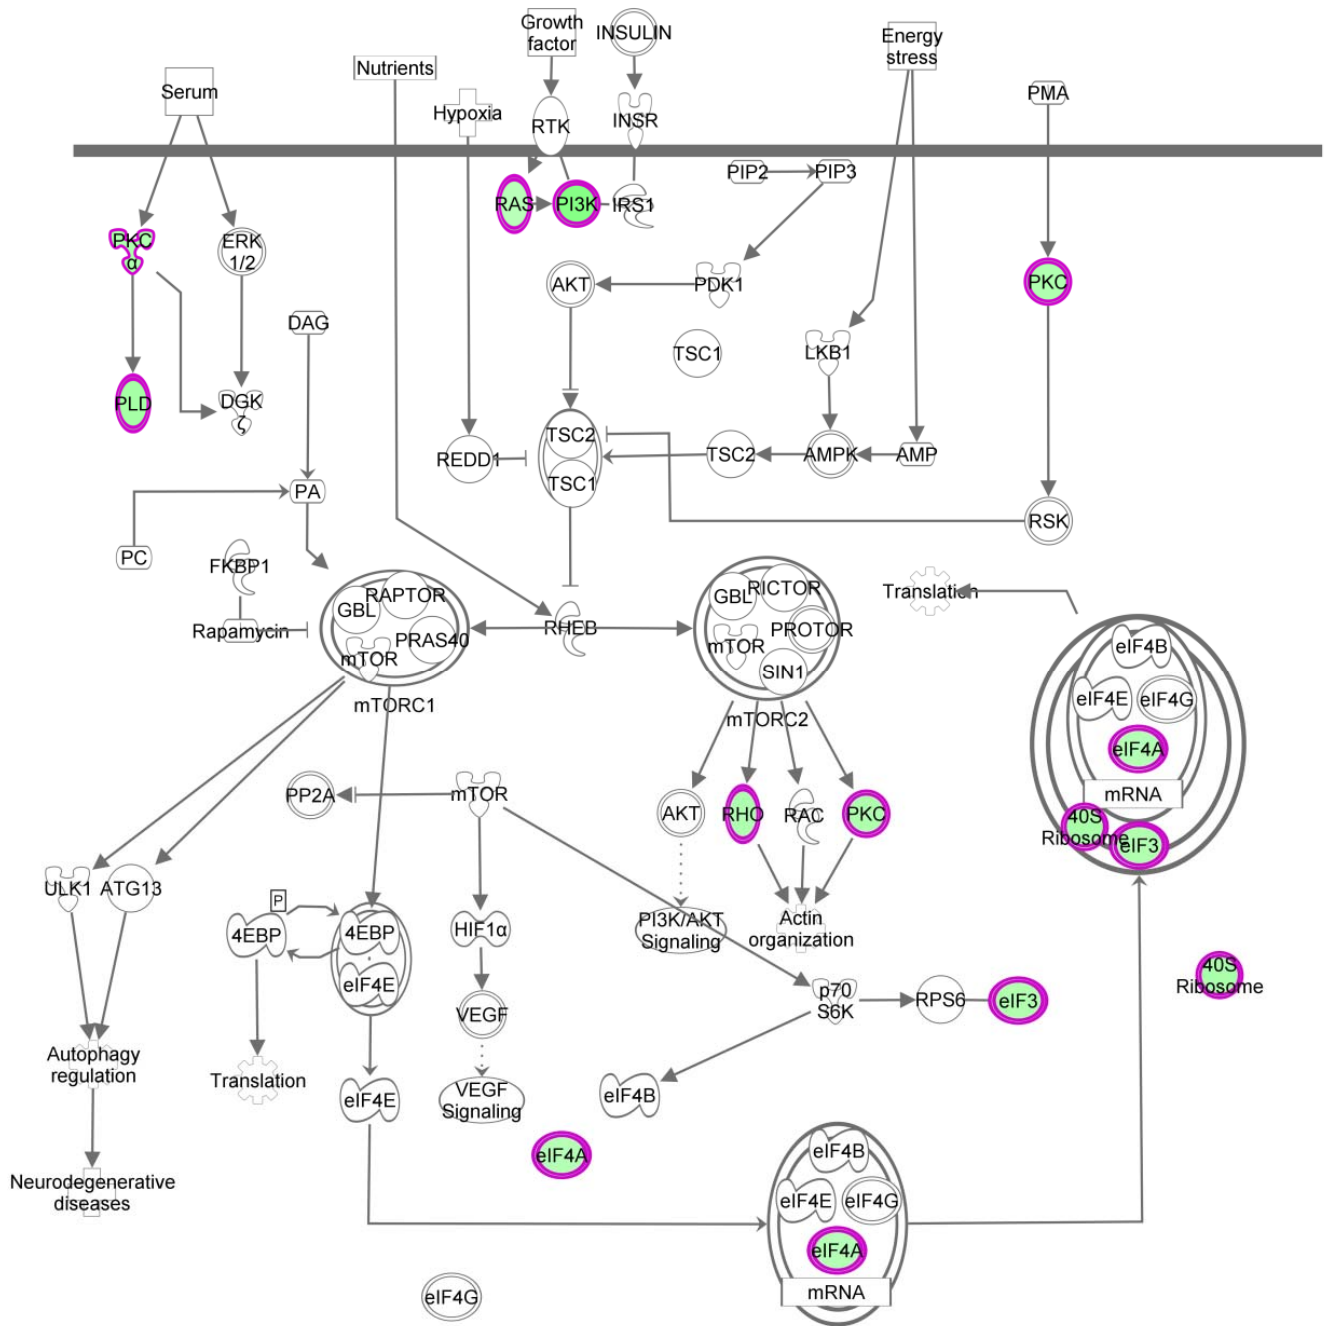 Growth
factor
INSULIN
Energy
stress
Nutrients
Serum
Hypoxia
PMA
RTK
INSR
PIP2
PIP3
RAS
PI3K
IRS1
PKC
α
ERK
1/2
AKT
PDK1
PKC
DAG
TSC1
LKB1
PLD
DGK
ζ
TSC2
REDD1
TSC2
AMPK
AMP
TSC1
PA
RSK
PC
FKBP1
Translation
RAPTOR
GBL
RICTOR
GBL
Rapamycin
PRAS40
RHEB
PROTOR
mTOR
mTOR
SIN1
eIF4B
mTORC1
mTORC2
eIF4E
eIF4G
eIF4A
PP2A
mTOR
mRNA
AKT
RHO
RAC
PKC
40S
Ribosome
eIF3
ULK1
ATG13
P
4EBP
4EBP
HIF1α
PI3K/AKT
Signaling
Actin
organization
eIF4E
p70
S6K
RPS6
eIF3
40S
Ribosome
VEGF
Autophagy
regulation
Translation
eIF4E
VEGF
Signaling
eIF4B
eIF4A
eIF4B
Neurodegenerative
diseases
eIF4E
eIF4G
eIF4A
eIF4G
mRNA